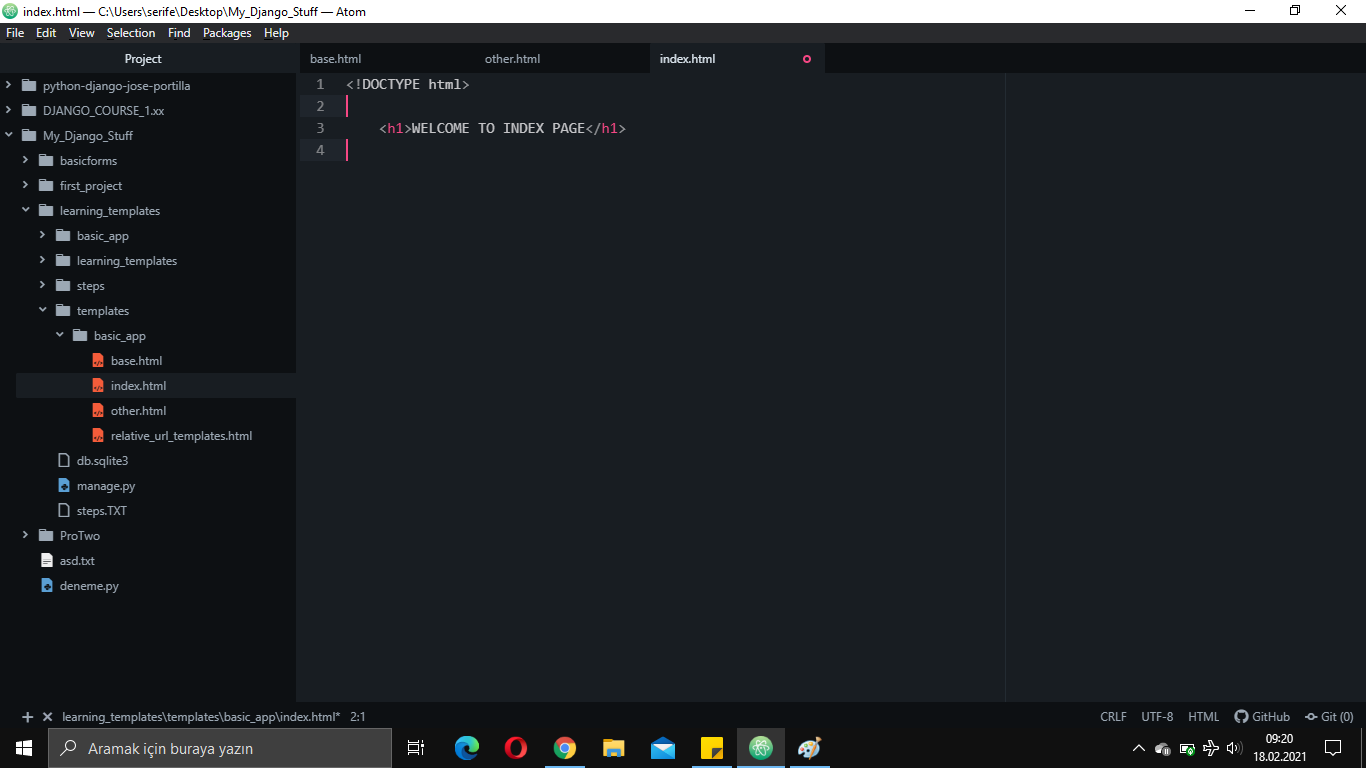 index.html — C:\Users\serife\Desktop\My_Django_Stuff — Atom
File Edit View Selection Find Packages Help
Project
base.html other.html index.html
python-django-jose-portilla
DJANGO_COURSE_1.xx
My_Django_Stuff
basicforms
first_project
learning_templates
basic_app
learning_templates
steps
templates
basic_app
base.html
index.html
other.html
relative_url_templates.html
db.sqlite3
manage.py
steps.TXT
ProTwo
asd.txt
deneme.py
1 <!DOCTYPE html>
2
3 <h1>WELCOME TO INDEX PAGE</h1>
4
learning_templates\templates\basic_app\index.html* 2:1 CRLF UTF-8 HTML GitHub Git (0)
Aramak için buraya yazın
09:20
18.02.2021